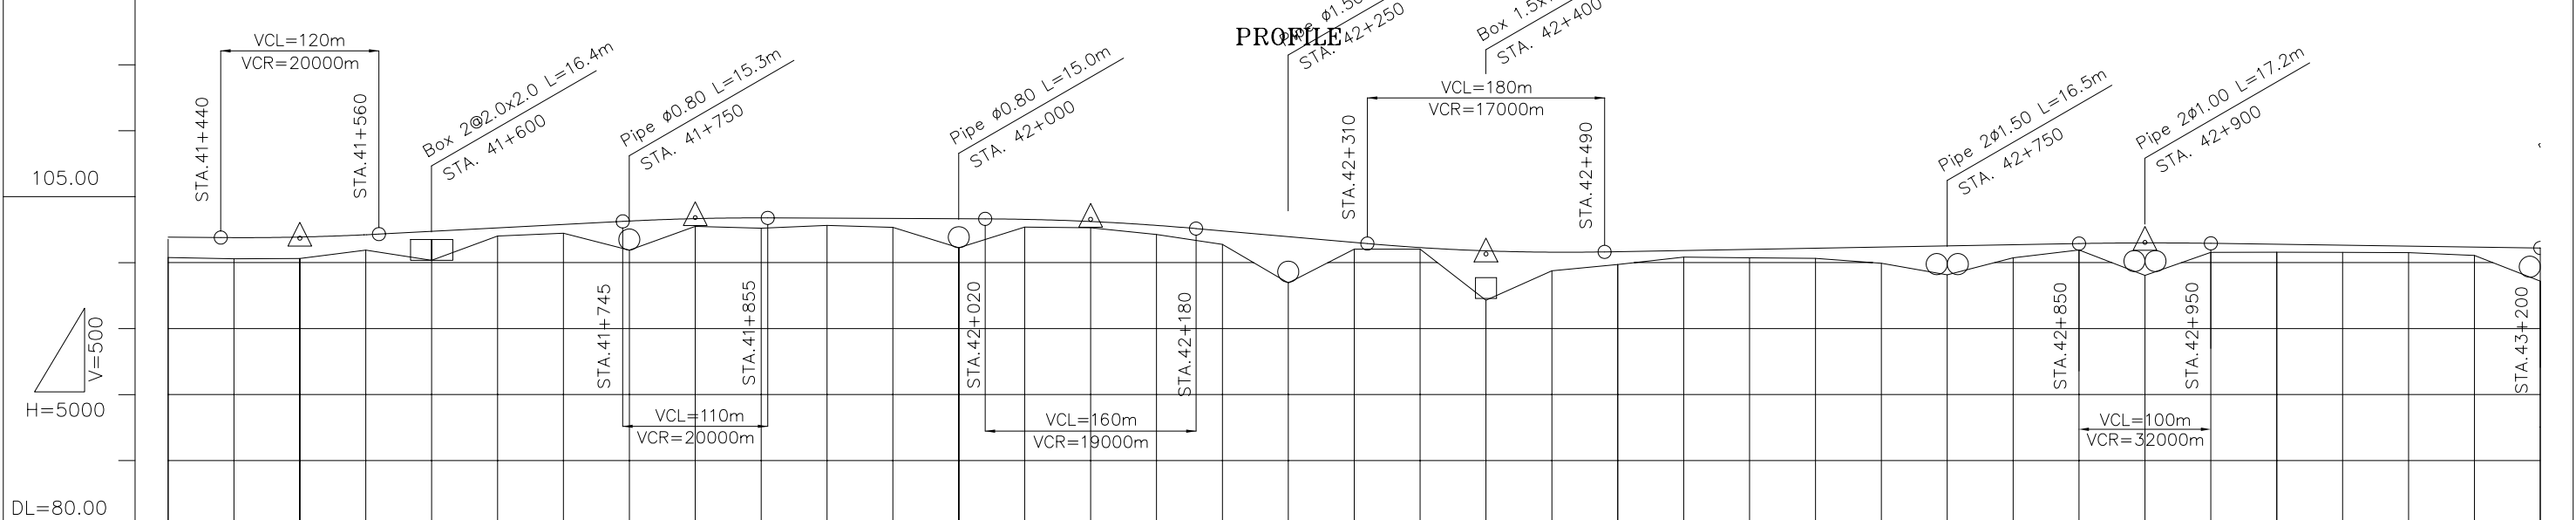 PROFILE
VCL=120m
VCR=20000m
STA.41+440
STA.41+560
Box 2@2.0x2.0 L=16.4m
STA. 41+600
Pipe ø0.80 L=15.3m
STA. 41+750
Pipe ø0.80 L=15.0m
STA. 42+000
Pipe ø1.50
STA. 42+250
Box
STA. 42+400
VCL=180m
VCR=17000m
STA.42+310
STA.42+490
Pipe 2ø1.50 L=16.5m
STA. 42+750
Pipe 2ø1.00 L=17.2m
STA. 42+900
105.00
V=500
H=5000
DL=80.00
STA.41+745
STA.41+855
VCL=110m
VCR=20000m
STA.42+020
STA.42+180
VCL=160m
VCR=19000m
STA.42+850
STA.42+950
VCL=100m
VCR=32000m
STA.43+200